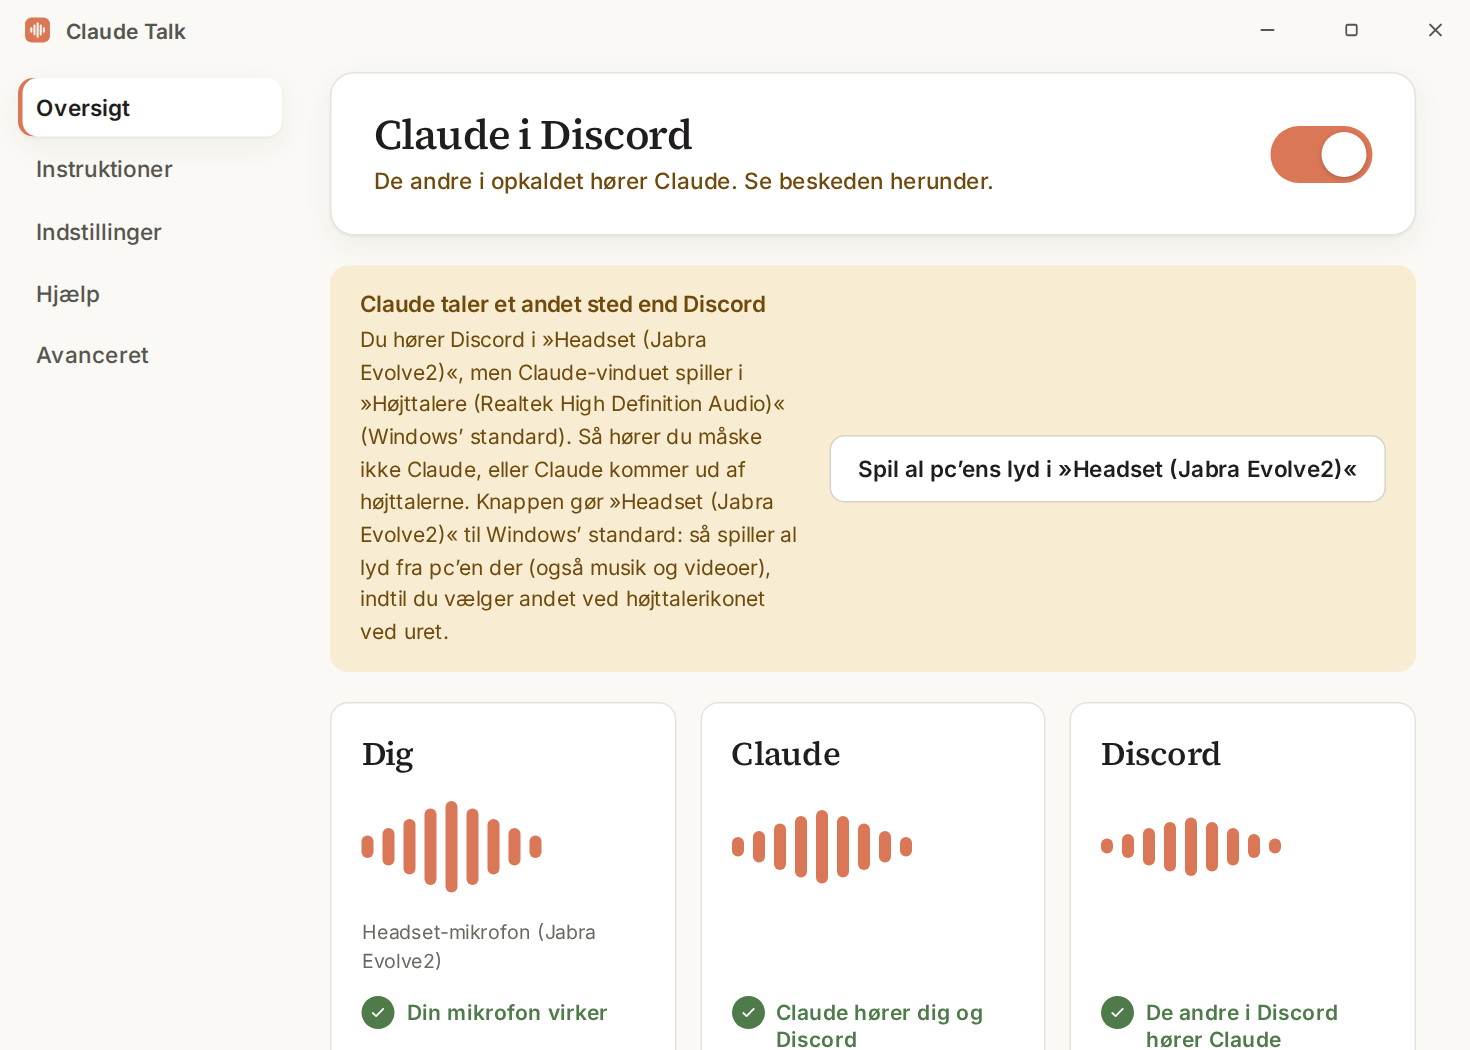 Claude Talk
Oversigt
Instruktioner
Indstillinger
Hjælp
Avanceret
Claude i Discord
De andre i opkaldet hører Claude. Se beskeden herunder.
Claude taler et andet sted end Discord
Du hører Discord i »Headset (Jabra
Evolve2)«, men Claude-vinduet spiller i
»Højttalere (Realtek High Definition Audio)«
(Windows’ standard). Så hører du måske
ikke Claude, eller Claude kommer ud af
højttalerne. Knappen gør »Headset (Jabra
Evolve2)« til Windows’ standard: så spiller al
lyd fra pc’en der (også musik og videoer),
indtil du vælger andet ved højttalerikonet
ved uret.
Spil al pc’ens lyd i »Headset (Jabra Evolve2)«
Dig
Headset-mikrofon (Jabra
Evolve2)
Din mikrofon virker
Claude
Claude hører dig og
Discord
Discord
De andre i Discord
hører Claude